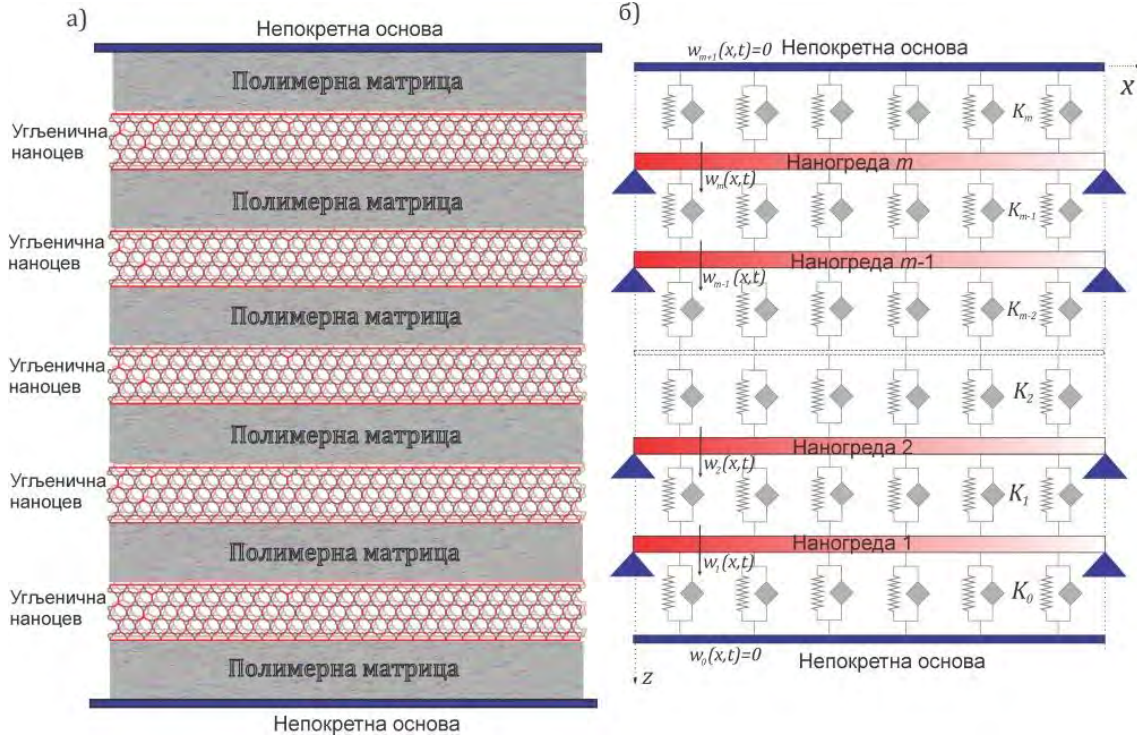 а)
Непокретна основа
Полимерна матрица
Угљенична
наноцев
Полимерна матрица
Угљенична
наноцев
Полимерна матрица
Угљенична
наноцев
Полимерна матрица
Угљенична
наноцев
Полимерна матрица
Угљенична
наноцев
Полимерна матрица
Непокретна основа
б)
w_{m+1}(x,t)=0
Непокретна основа
x
K_m
Наногреда m
w_m(x,t)
K_{m-1}
Наногреда m-1
w_{m-1}(x,t)
K_{m-2}
K_2
Наногреда 2
w_2(x,t)
K_1
Наногреда 1
w_1(x,t)
K_0
w_0(x,t)=0
Непокретна основа
z